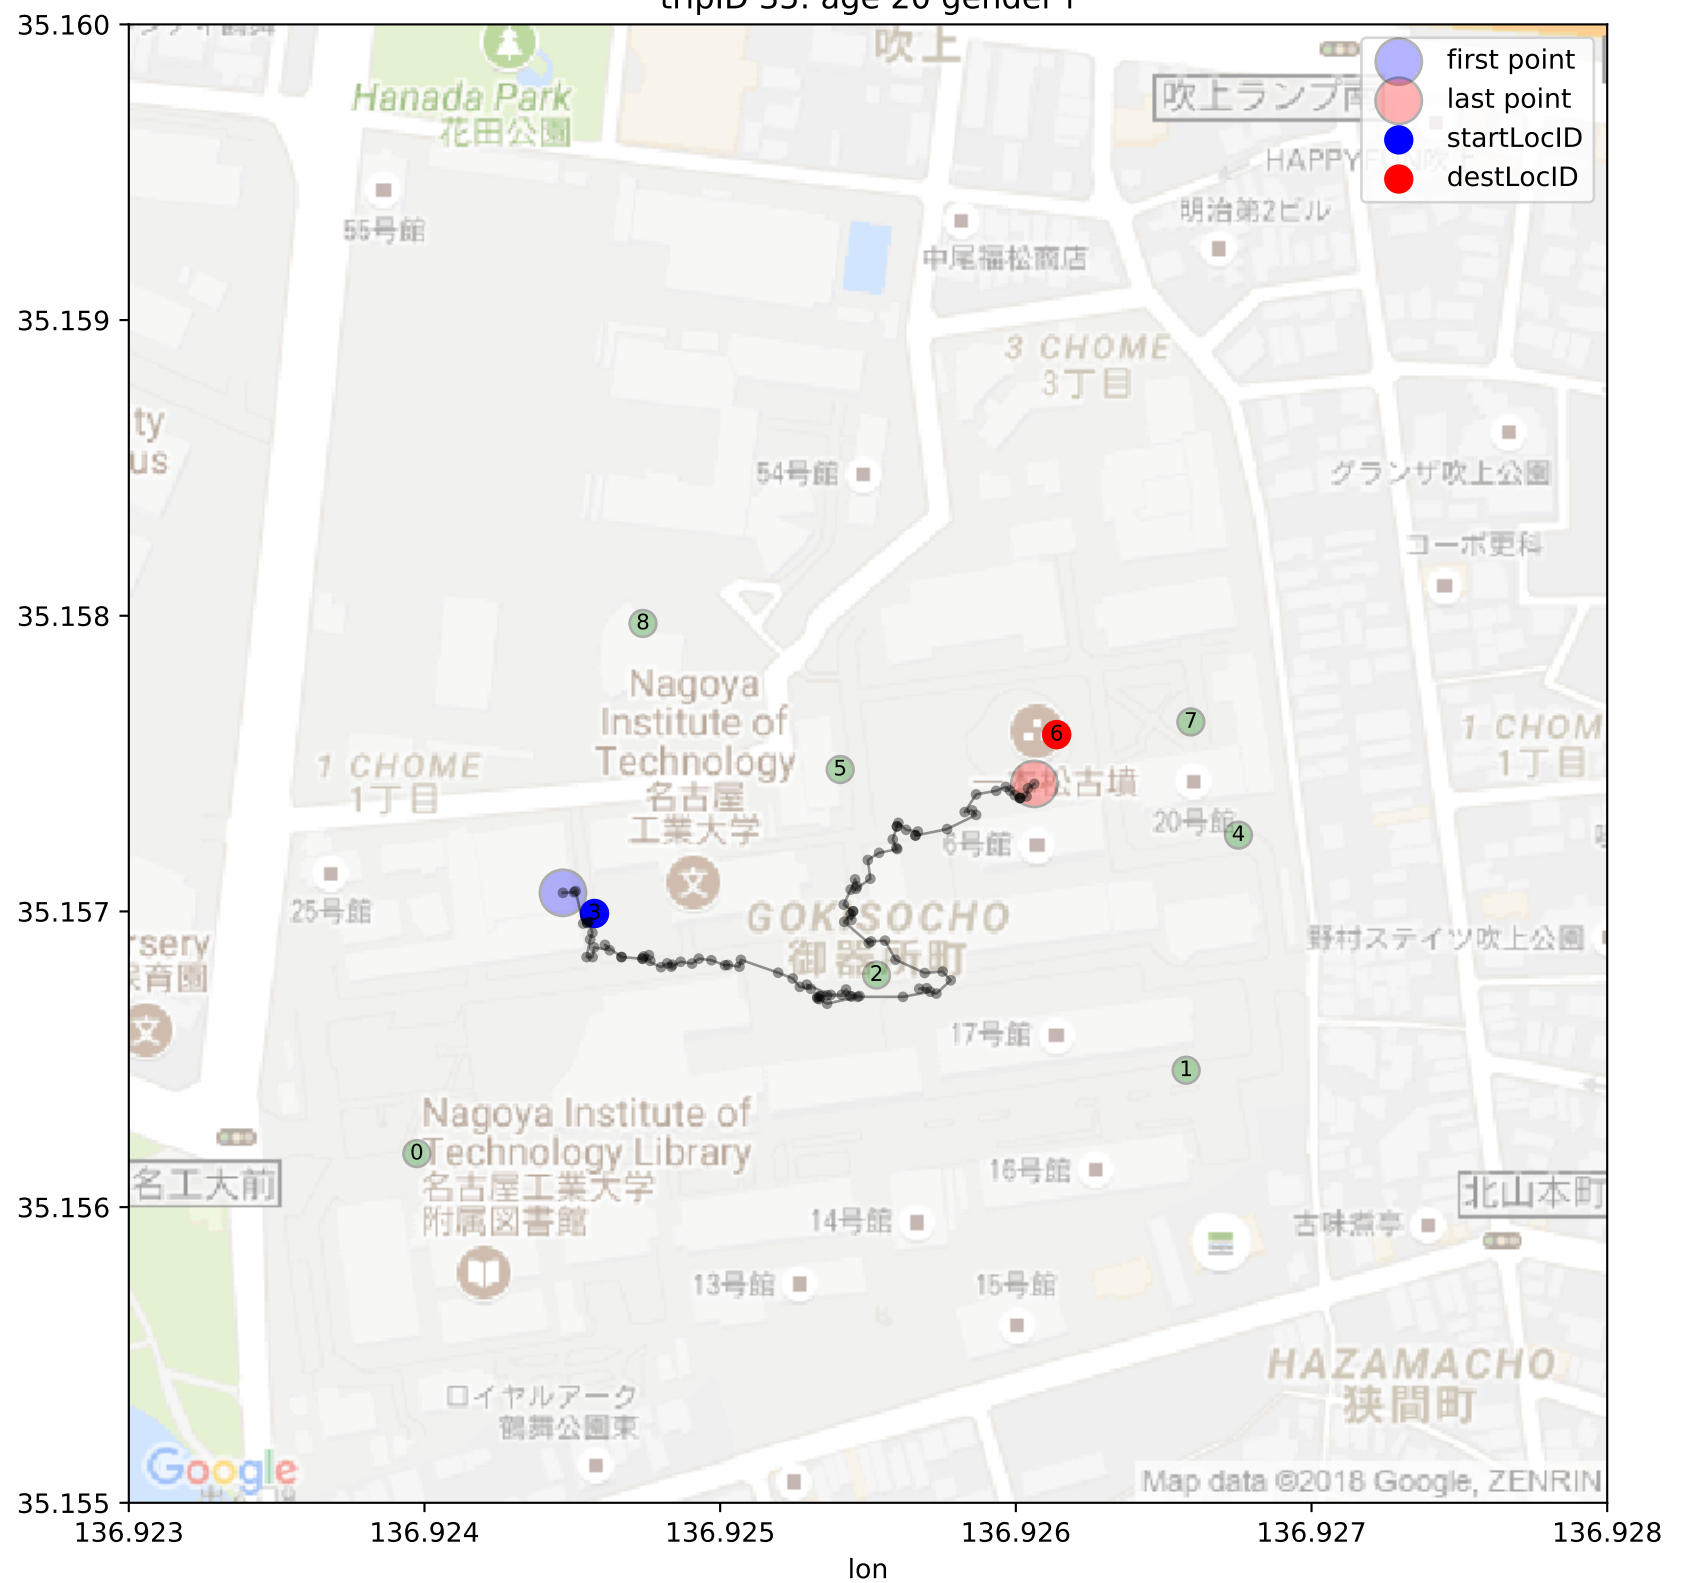 35.160
35.159
35.158
35.157
35.156
35.155
136.923
136.924
136.925
136.926
136.927
136.928
lon
first point
last point
startLocID
destLocID
吹上
Hanada Park
花田公園
吹上ランプ
55号館
中尾福松商店
明治第2ビル
3 CHOME
3丁目
ty
us
54号館
グランザ吹上公園
コーポ更科
8
Nagoya
Institute of
Technology
名古屋
工業大学
1 CHOME
1丁目
5
6
7
松古墳
20号館
4
6号館
1 CHOM
1丁目
25号館
3
GOKISOCHO
御器所町
2
野村ステイツ吹上公園
rsery
保育園
17号館
1
0
Nagoya Institute of
Technology Library
名古屋工業大学
附属図書館
名工大前
16号館
14号館
13号館
15号館
古味煮亭
北山本町
HAZAMACHO
狭間町
ロイヤルアーク
鶴舞公園東
Google
Map data ©2018 Google, ZENRIN